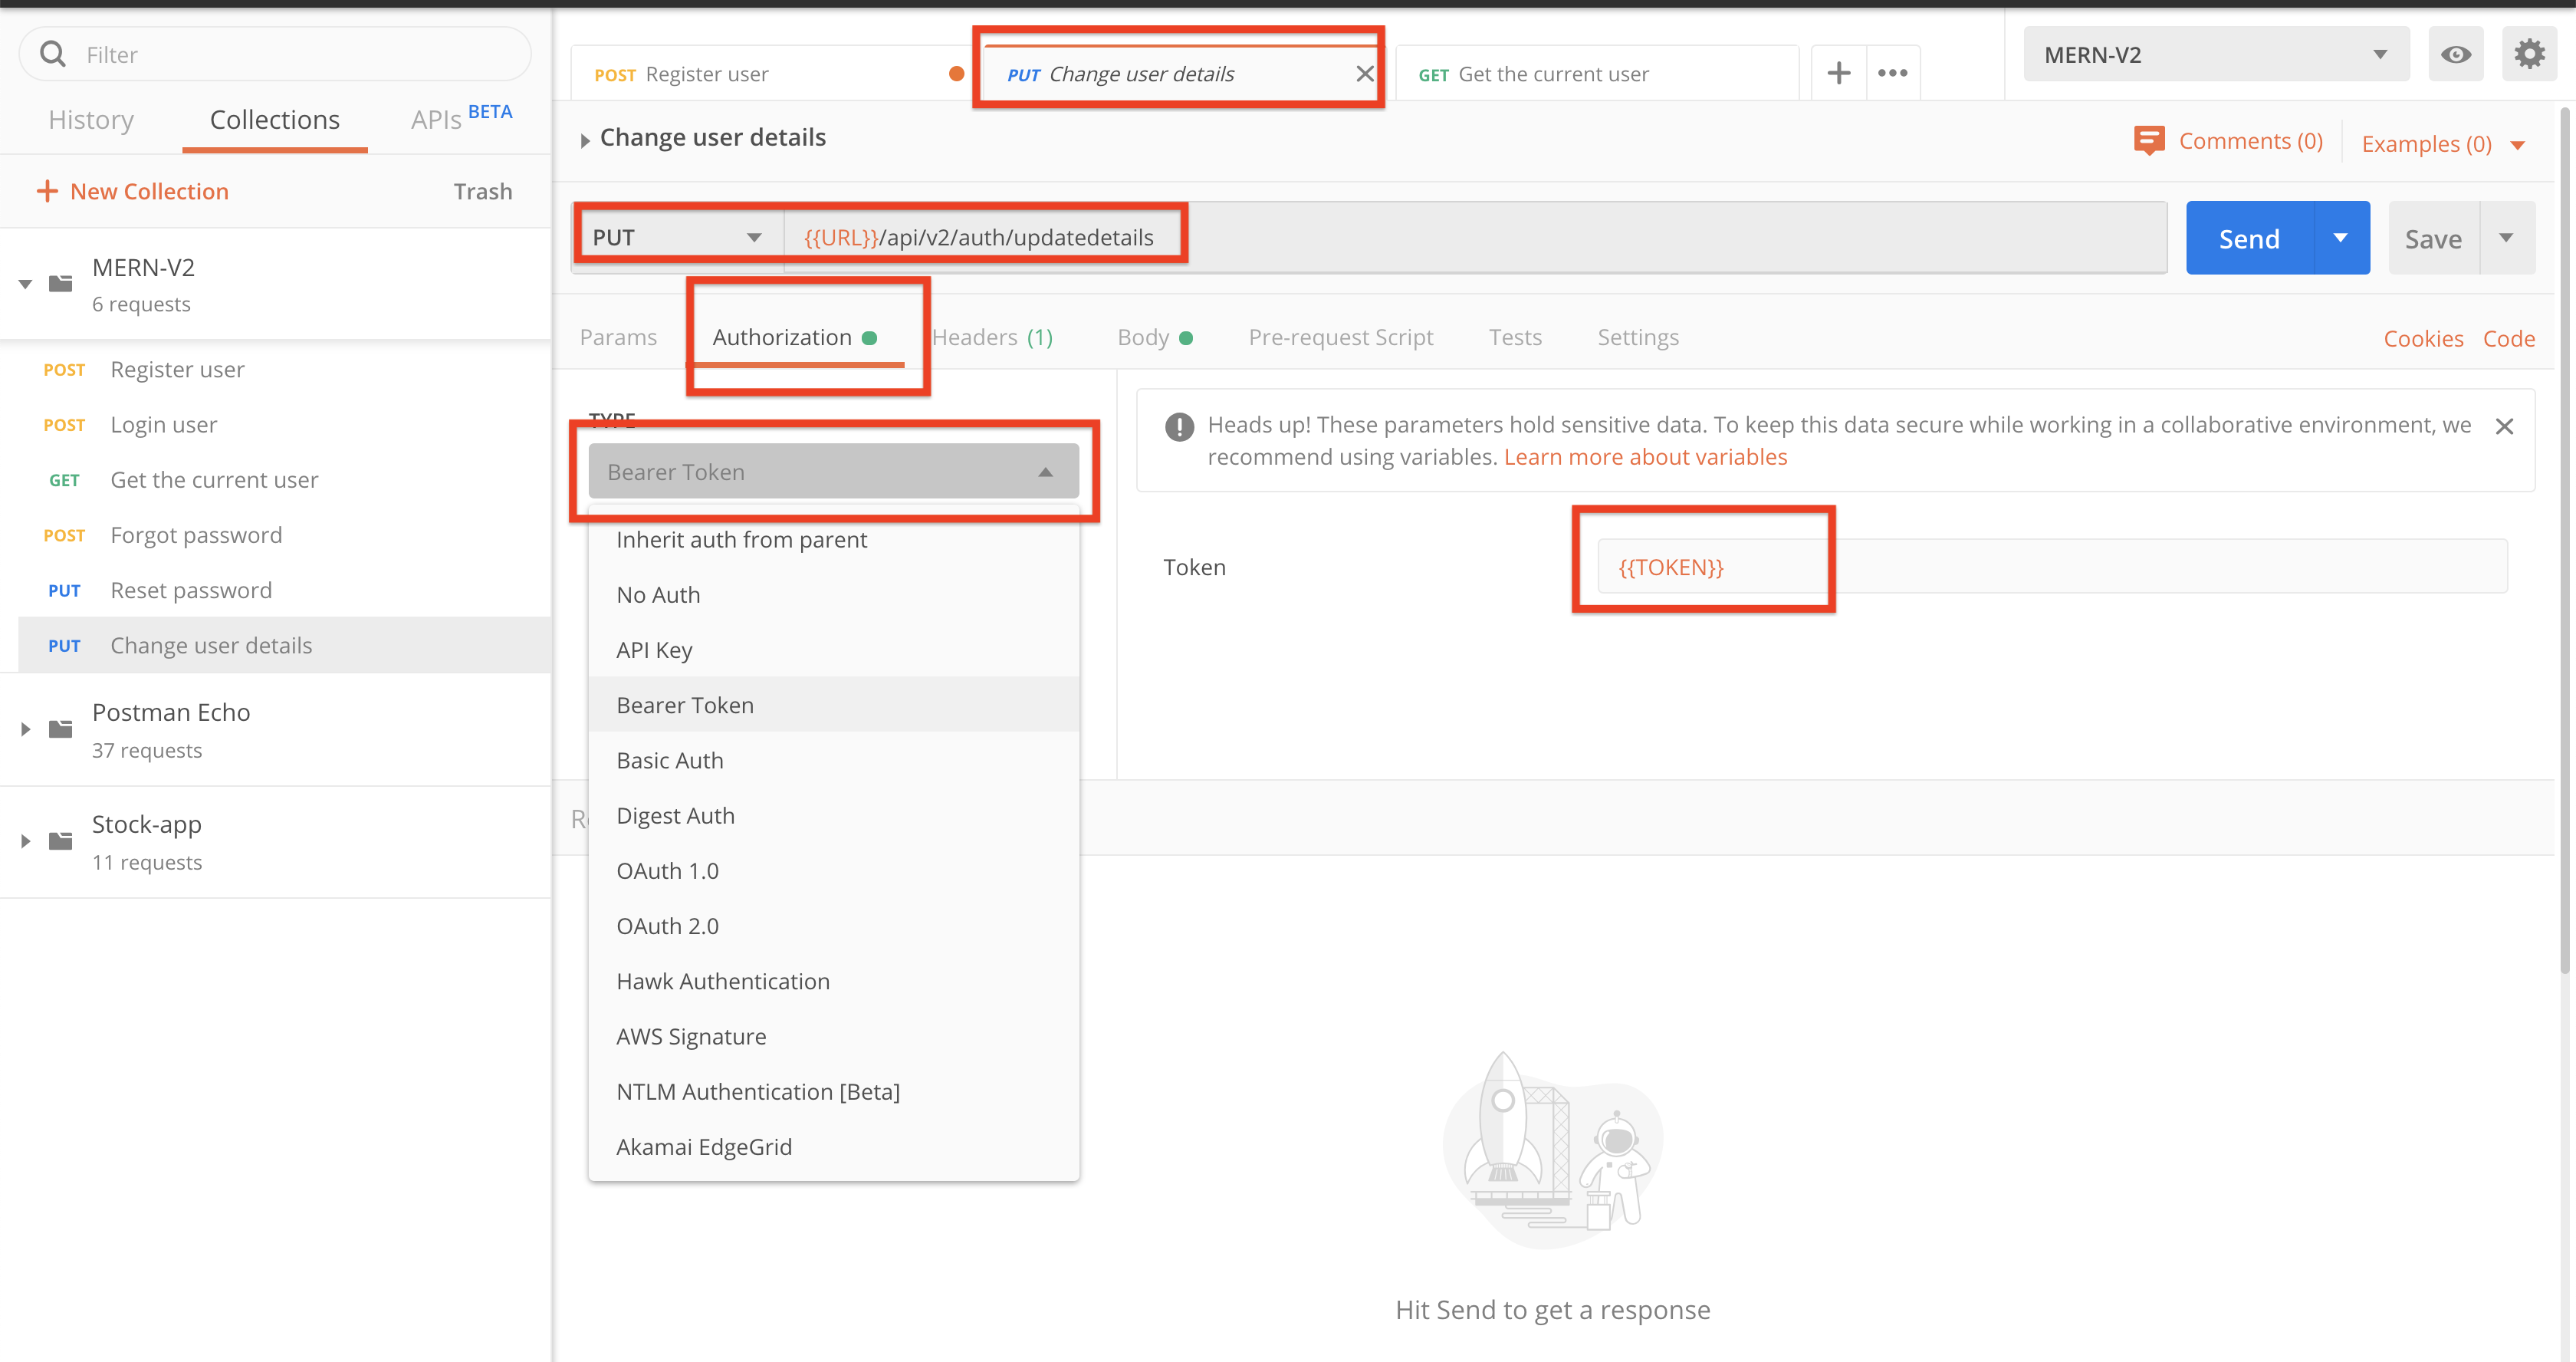 Filter
History
Collections
APIs BETA
+ New Collection
Trash
MERN-V2
6 requests
POST Register user
POST Login user
GET Get the current user
POST Forgot password
PUT Reset password
PUT Change user details
Postman Echo
37 requests
Stock-app
11 requests
POST Register user
PUT Change user details
GET Get the current user
MERN-V2
Change user details
Comments (0)
Examples (0)
PUT
{{URL}}/api/v2/auth/updatedetails
Send
Save
Params
Authorization
Headers (1)
Body
Pre-request Script
Tests
Settings
Cookies
Code
TYPE
Bearer Token
Inherit auth from parent
No Auth
API Key
Bearer Token
Basic Auth
Digest Auth
OAuth 1.0
OAuth 2.0
Hawk Authentication
AWS Signature
NTLM Authentication [Beta]
Akamai EdgeGrid
Heads up! These parameters hold sensitive data. To keep this data secure while working in a collaborative environment, we
recommend using variables. Learn more about variables
Token
{{TOKEN}}
Hit Send to get a response